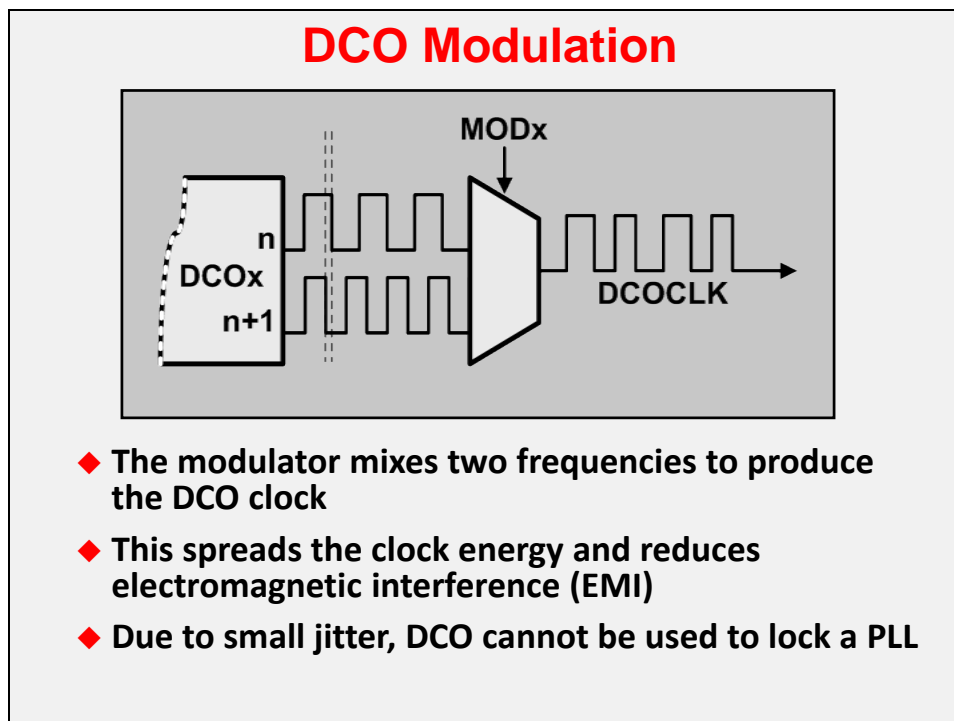 DCO Modulation
MODx
n
DCOx
n+1
DCOCLK
The modulator mixes two frequencies to produce
the DCO clock
This spreads the clock energy and reduces
electromagnetic interference (EMI)
Due to small jitter, DCO cannot be used to lock a PLL